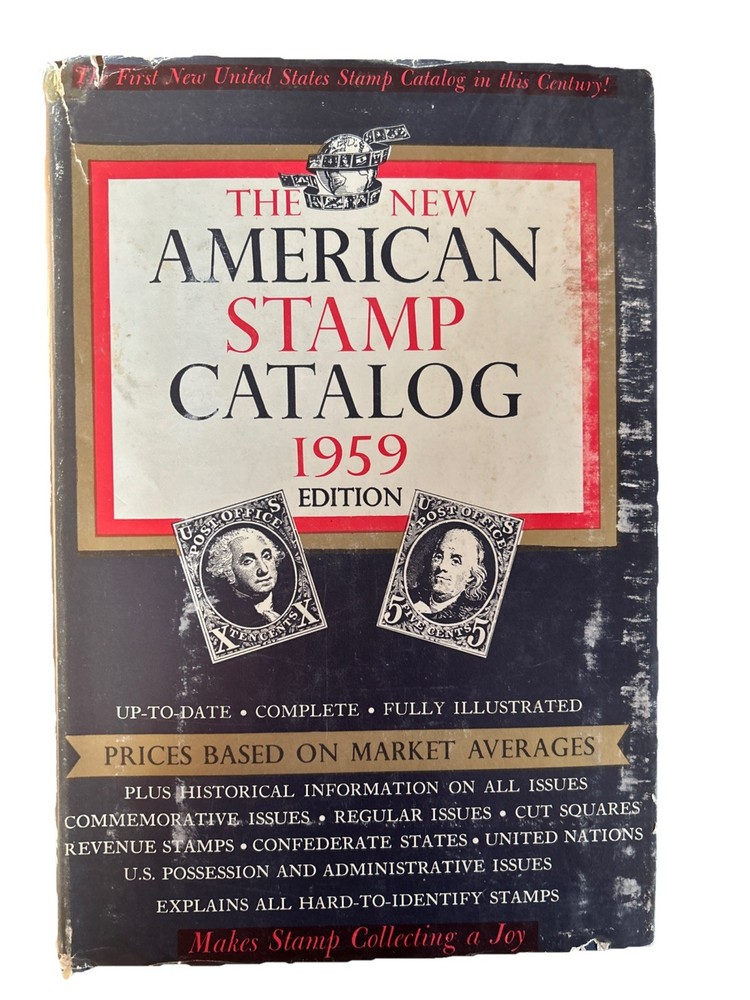 The First New United States Stamp Catalog in this Century!
THE NEW
AMERICAN
STAMP
CATALOG
1959
EDITION
U S
POST OFFICE
X TEN CENTS X
U S
POST OFFICE
5 FIVE CENTS 5
UP-TO-DATE • COMPLETE • FULLY ILLUSTRATED
PRICES BASED ON MARKET AVERAGES
PLUS HISTORICAL INFORMATION ON ALL ISSUES
COMMEMORATIVE ISSUES • REGULAR ISSUES • CUT SQUARES
REVENUE STAMPS • CONFEDERATE STATES • UNITED NATIONS
U.S. POSSESSION AND ADMINISTRATIVE ISSUES
EXPLAINS ALL HARD-TO-IDENTIFY STAMPS
Makes Stamp Collecting a Joy